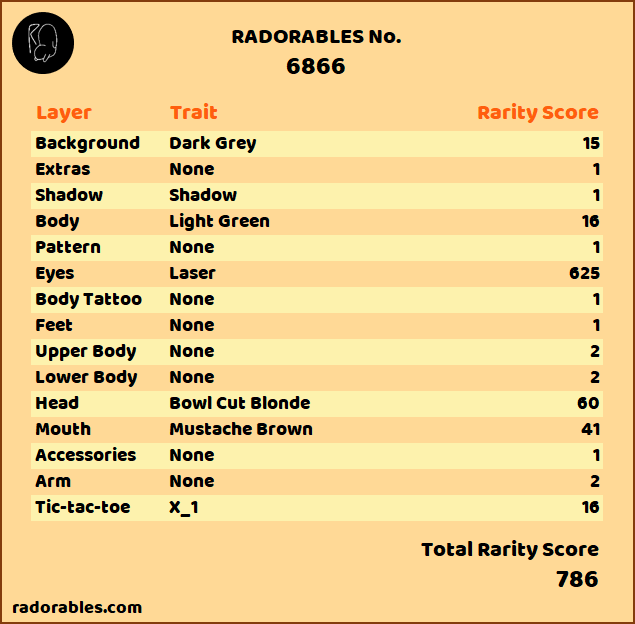 RADORABLES No.
6866
Layer Trait Rarity Score
Background Dark Grey 15
Extras None 1
Shadow Shadow 1
Body Light Green 16
Pattern None 1
Eyes Laser 625
Body Tattoo None 1
Feet None 1
Upper Body None 2
Lower Body None 2
Head Bowl Cut Blonde 60
Mouth Mustache Brown 41
Accessories None 1
Arm None 2
Tic-tac-toe X_1 16
Total Rarity Score
786
radorables.com